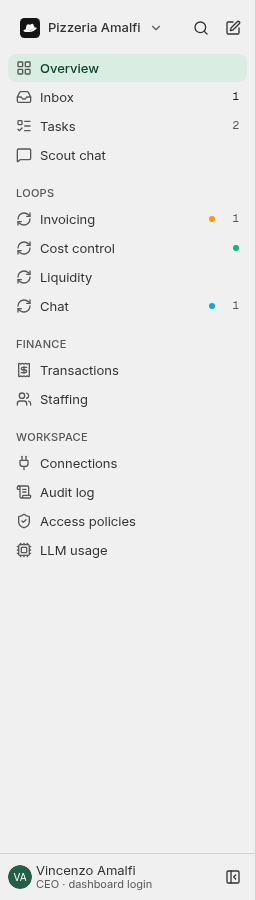 Pizzeria Amalfi
Overview
Inbox 1
Tasks 2
Scout chat
LOOPS
Invoicing 1
Cost control
Liquidity
Chat 1
FINANCE
Transactions
Staffing
WORKSPACE
Connections
Audit log
Access policies
LLM usage
VA
Vincenzo Amalfi
CEO · dashboard login